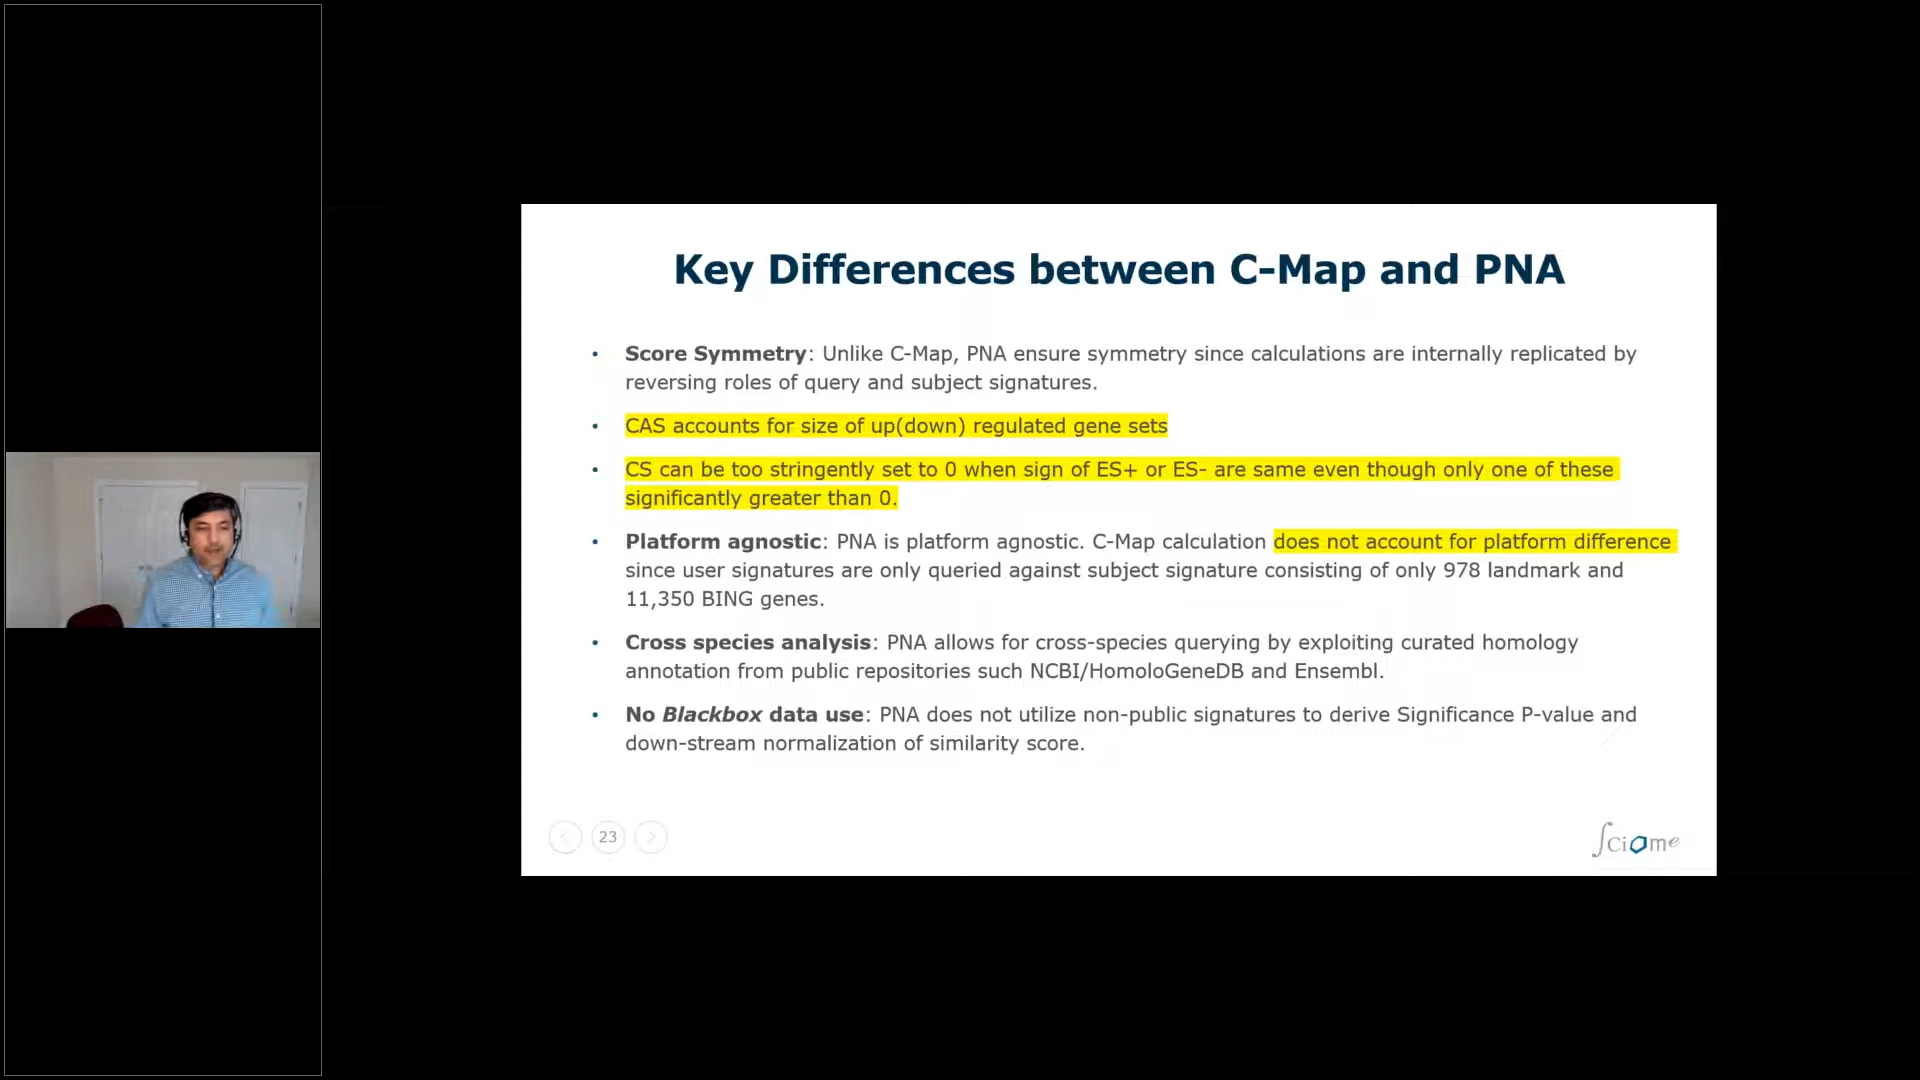 Key Differences between C-Map and PNA
• Score Symmetry: Unlike C-Map, PNA ensure symmetry since calculations are internally replicated by
reversing roles of query and subject signatures.
• CAS accounts for size of up(down) regulated gene sets
• CS can be too stringently set to 0 when sign of ES+ or ES- are same even though only one of these
significantly greater than 0.
• Platform agnostic: PNA is platform agnostic. C-Map calculation does not account for platform difference
since user signatures are only queried against subject signature consisting of only 978 landmark and
11,350 BING genes.
• Cross species analysis: PNA allows for cross-species querying by exploiting curated homology
annotation from public repositories such NCBI/HomoloGeneDB and Ensembl.
• No Blackbox data use: PNA does not utilize non-public signatures to derive Significance P-value and
down-stream normalization of similarity score.
23
Sciome